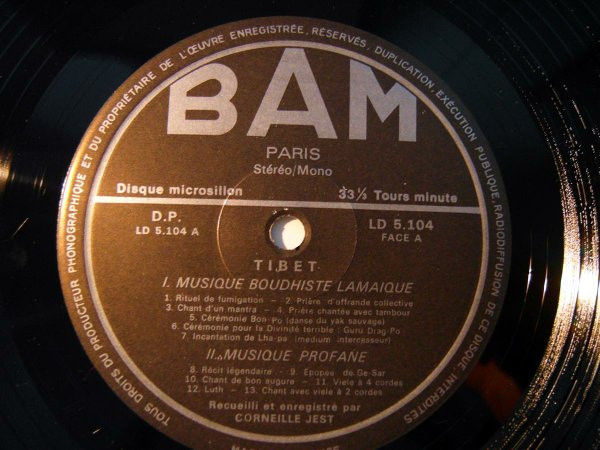 TOUS DROITS DU PRODUCTEUR PHONOGRAPHIQUE ET DU PROPRIÉTAIRE DE L'ŒUVRE ENREGISTRÉE, RÉSERVÉS, DUPLICATION, EXÉCUTION PUBLIQUE, RADIODIFFUSION DE CE DISQUE INTERDITES
BAM
PARIS
Stéréo/Mono
Disque microsillon 33⅓ Tours minute
D.P. LD 5.104
LD 5.104 A FACE A
TIBET
I. MUSIQUE BOUDHISTE LAMAIQUE
1. Rituel de fumigation - 2. Prière d'offrande collective
3. Chant d'un mantra - 4. Prière chantée avec tambour
5. Cérémonie Bon-Po (danse du yak sauvage)
6. Cérémonie pour la Divinité terrible: Guru Drag-Po
7. Incantation de Lha-pa (médium intercesseur)
II. MUSIQUE PROFANE
8. Récit légendaire - 9. Epopée de Ge-Sar
10. Chant de bon augure - 11. Viele à 4 cordes
12. Luth - 13. Chant avec viele à 2 cordes
Recueilli et enregistré par
CORNEILLE JEST